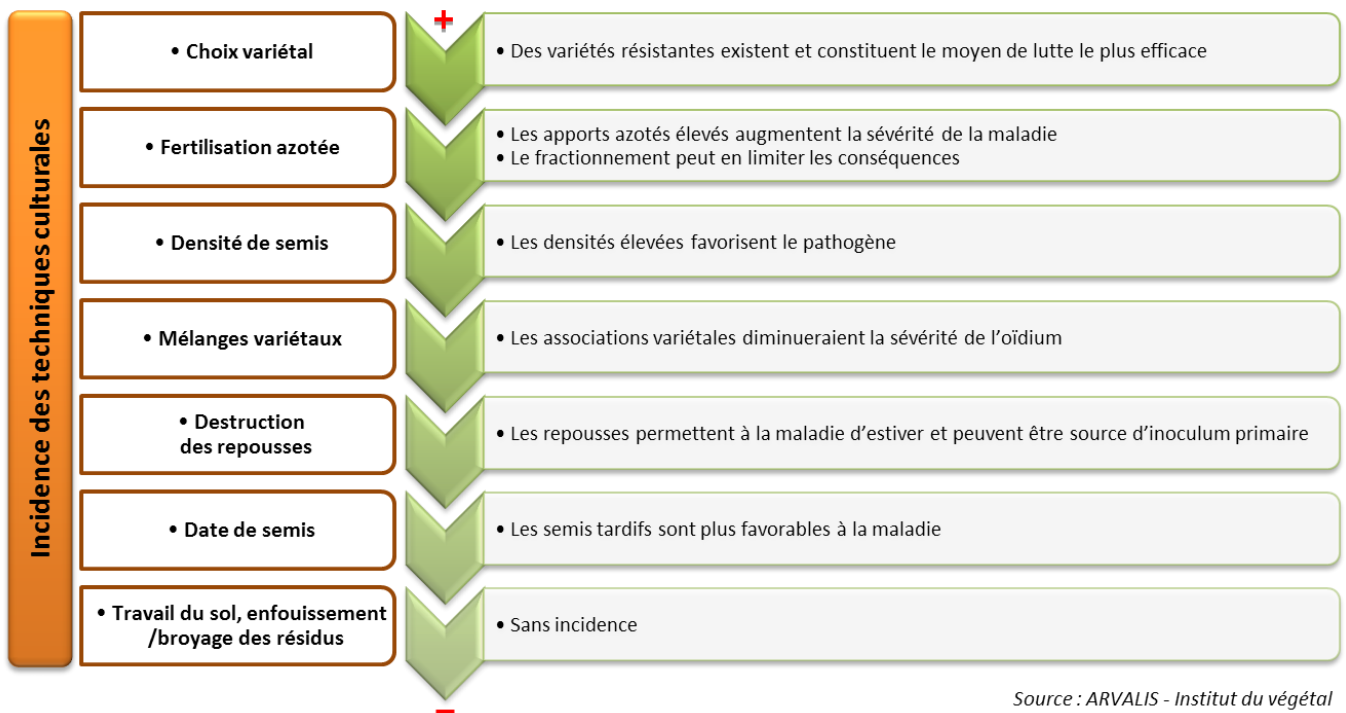 Incidence des techniques culturales
+
• Choix variétal
• Des variétés résistantes existent et constituent le moyen de lutte le plus efficace
• Fertilisation azotée
• Les apports azotés élevés augmentent la sévérité de la maladie
• Le fractionnement peut en limiter les conséquences
• Densité de semis
• Les densités élevées favorisent le pathogène
• Mélanges variétaux
• Les associations variétales diminueraient la sévérité de l’oïdium
• Destruction
des repousses
• Les repousses permettent à la maladie d’estiver et peuvent être source d’inoculum primaire
• Date de semis
• Les semis tardifs sont plus favorables à la maladie
• Travail du sol, enfouissement
/broyage des résidus
• Sans incidence
–
Source : ARVALIS - Institut du végétal